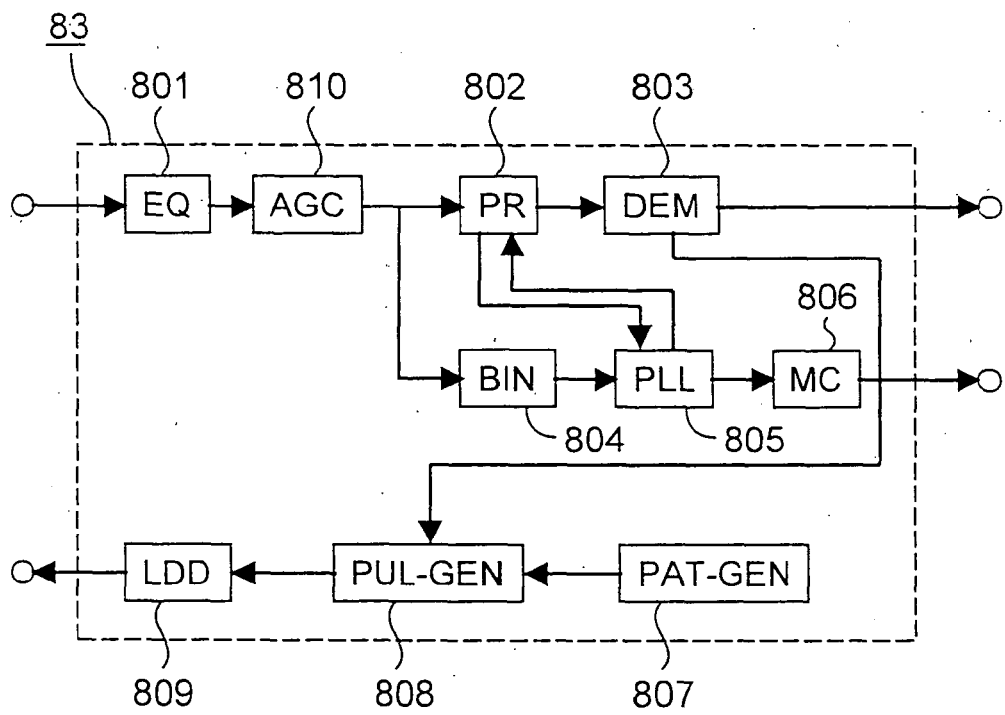 83
801 810 802 803
EQ AGC PR DEM
806
BIN PLL MC
804 805
LDD PUL-GEN PAT-GEN
809 808 807